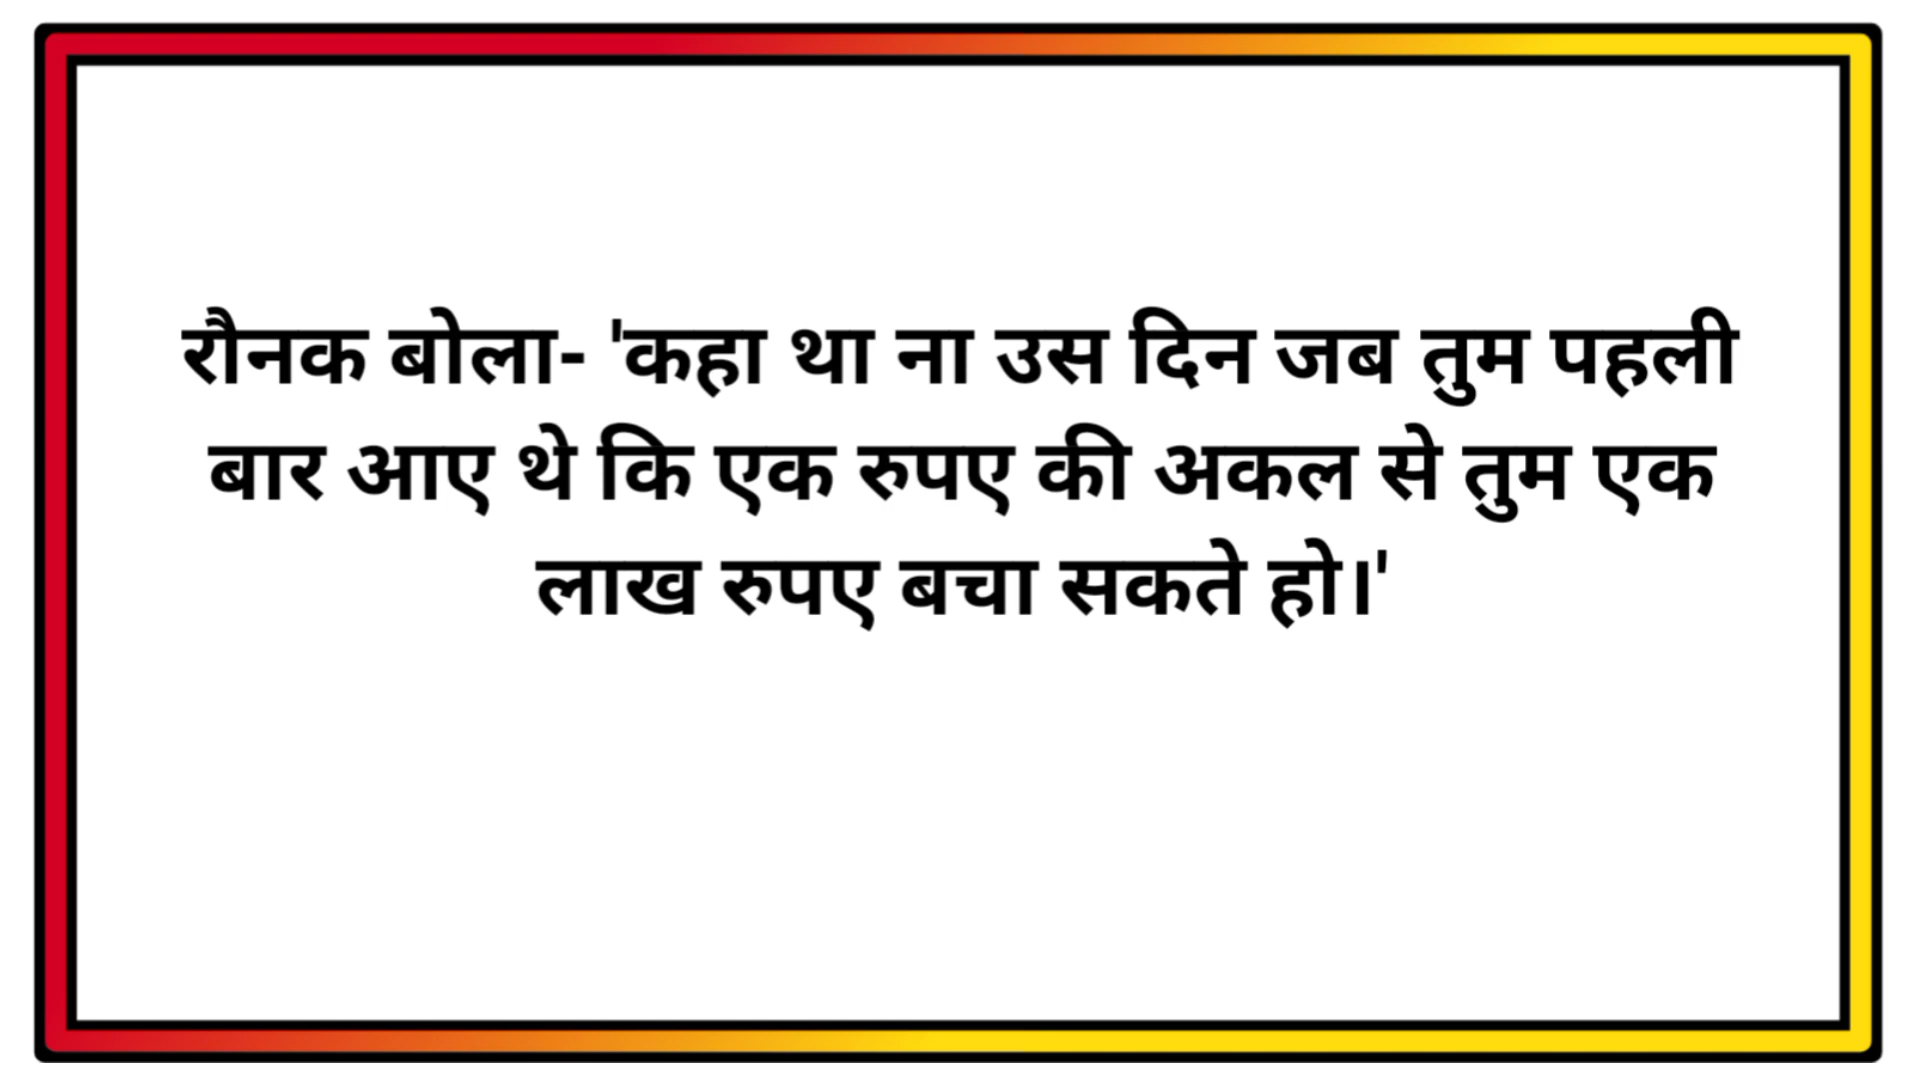 रौनक बोला- 'कहा था ना उस दिन जब तुम पहली
बार आए थे कि एक रुपए की अकल से तुम एक
लाख रुपए बचा सकते हो।'